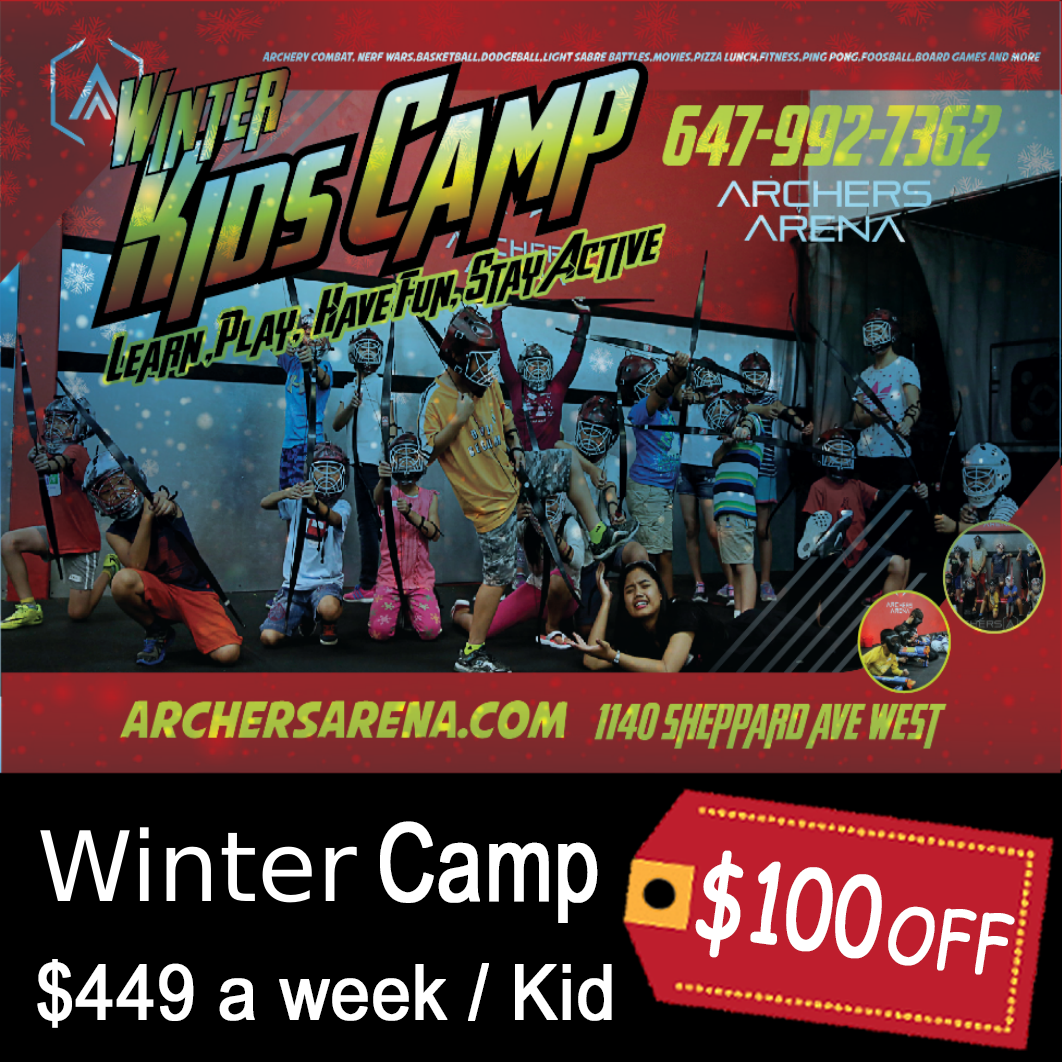 ARCHERY COMBAT, NERF WARS,BASKETBALL,DODGEBALL,LIGHT SABRE BATTLES,MOVIES,PIZZA LUNCH,FITNESS,PING PONG,FOOSBALL,BOARD GAMES AND MORE
WINTER
KIDS CAMP
LEARN, PLAY, HAVE FUN, STAY ACTIVE
647-992-7362
ARCHERS
ARENA
ARCHERSARENA.COM 1140 SHEPPARD AVE WEST
Winter Camp
$449 a week / Kid
$100 OFF